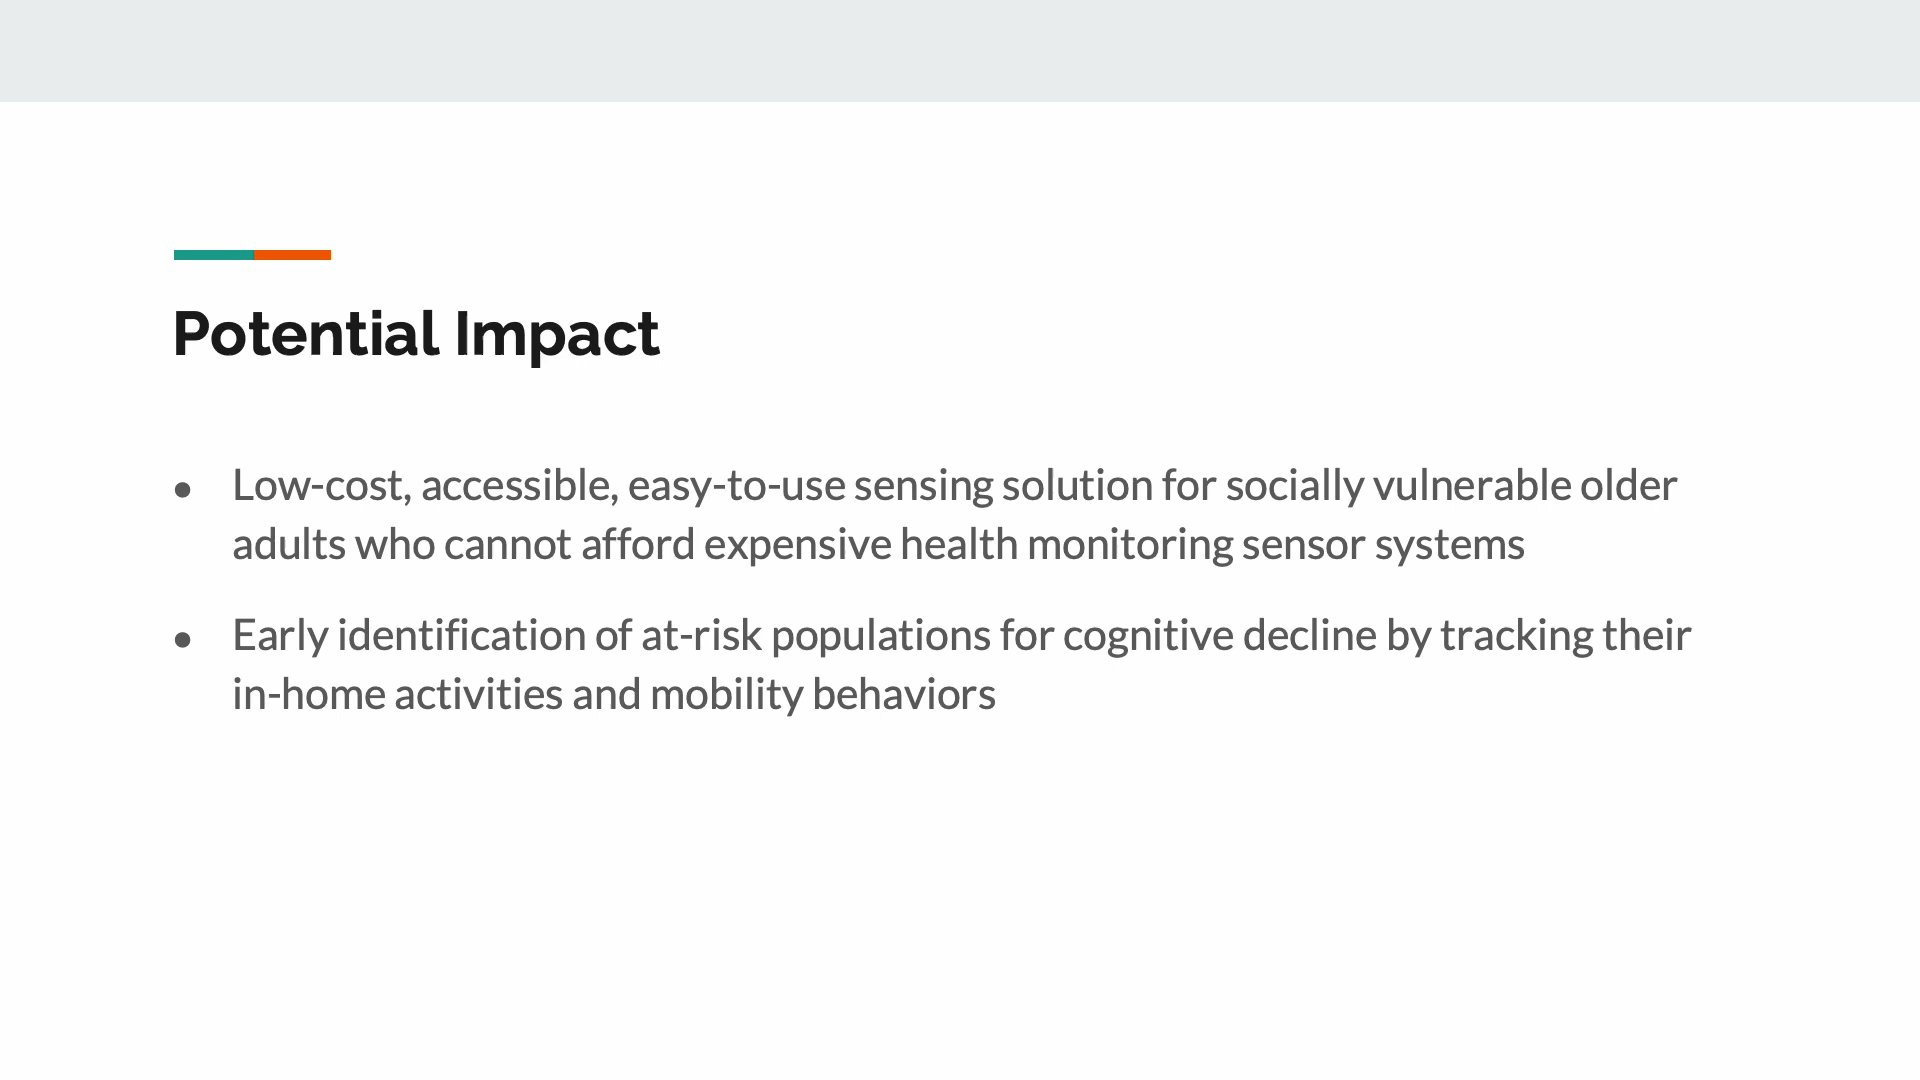 Potential Impact
● Low-cost, accessible, easy-to-use sensing solution for socially vulnerable older
adults who cannot afford expensive health monitoring sensor systems
● Early identification of at-risk populations for cognitive decline by tracking their
in-home activities and mobility behaviors